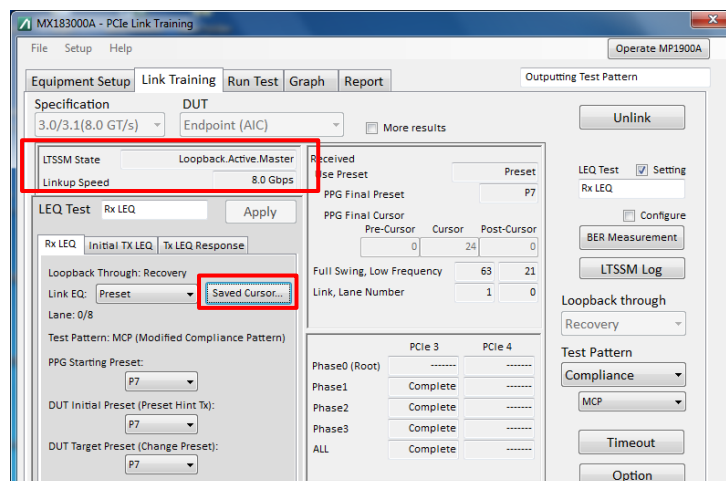 MX183000A - PCIe Link Training
File Setup Help
Operate MP1900A
Equipment Setup Link Training Run Test Graph Report
Outputting Test Pattern
Specification DUT
3.0/3.1(8.0 GT/s) Endpoint (AIC)
More results
Unlink
LTSSM State Loopback.Active.Master
Linkup Speed 8.0 Gbps
LEQ Test Rx LEQ Apply
Rx LEQ Initial TX LEQ Tx LEQ Response
Loopback Through: Recovery
Link EQ: Preset Saved Cursor...
Lane: 0/8
Test Pattern: MCP (Modified Compliance Pattern)
PPG Starting Preset:
P7
DUT Initial Preset (Preset Hint Tx):
P7
DUT Target Preset (Change Preset):
P7
Received
Use Preset Preset
PPG Final Preset P7
PPG Final Cursor
Pre-Cursor Cursor Post-Cursor
0 24 0
Full Swing, Low Frequency 63 21
Link, Lane Number 1 0
PCIe 3 PCIe 4
Phase0 (Root) ------- -------
Phase1 Complete -------
Phase2 Complete -------
Phase3 Complete -------
ALL Complete -------
LEQ Test Setting
Rx LEQ
Configure
BER Measurement
LTSSM Log
Loopback through
Recovery
Test Pattern
Compliance
MCP
Timeout
Option